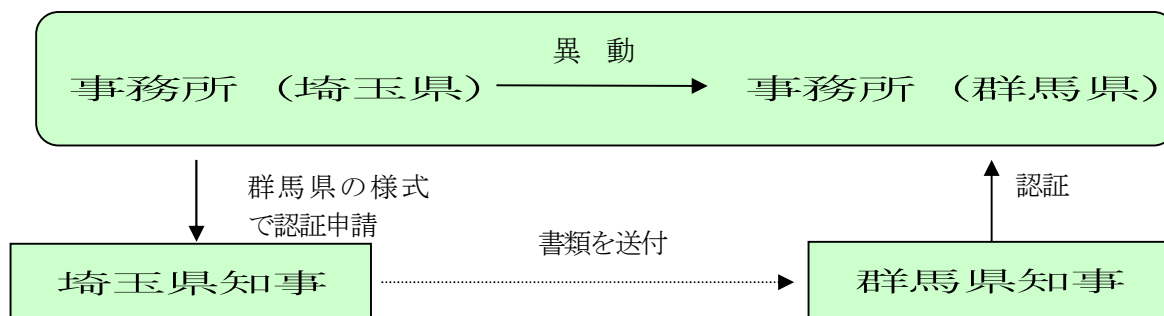 異　動
事務所（埼玉県）
事務所（群馬県）
群馬県の様式
で認証申請
認証
書類を送付
埼玉県知事
群馬県知事